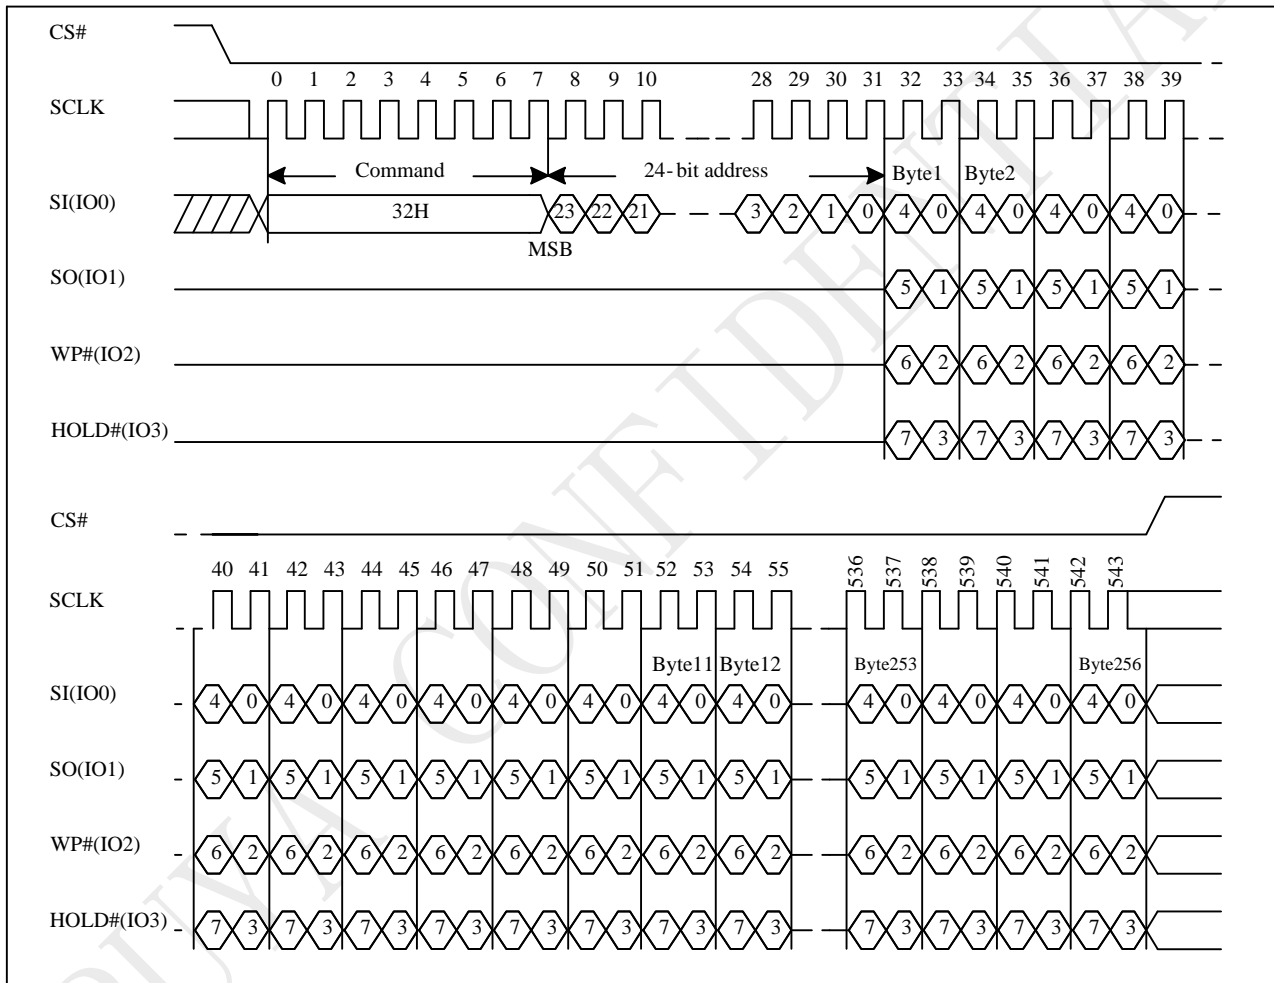 CS#
0 1 2 3 4 5 6 7 8 9 10 28 29 30 31 32 33 34 35 36 37 38 39
SCLK
Command 24-bit address Byte1 Byte2
SI(IO0) 32H 23 22 21 3 2 1 0 4 0 4 0 4 0 4 0
MSB
SO(IO1) 5 1 5 1 5 1 5 1
WP#(IO2) 6 2 6 2 6 2 6 2
HOLD#(IO3) 7 3 7 3 7 3 7 3
CS#
40 41 42 43 44 45 46 47 48 49 50 51 52 53 54 55 536 537 538 539 540 541 542 543
SCLK
Byte11 Byte12 Byte253 Byte256
SI(IO0) 4 0 4 0 4 0 4 0 4 0 4 0 4 0 4 0 4 0 4 0 4 0 4 0
SO(IO1) 5 1 5 1 5 1 5 1 5 1 5 1 5 1 5 1 5 1 5 1 5 1 5 1
WP#(IO2) 6 2 6 2 6 2 6 2 6 2 6 2 6 2 6 2 6 2 6 2 6 2 6 2
HOLD#(IO3) 7 3 7 3 7 3 7 3 7 3 7 3 7 3 7 3 7 3 7 3 7 3 7 3
PUYA CONFIDENTIAL